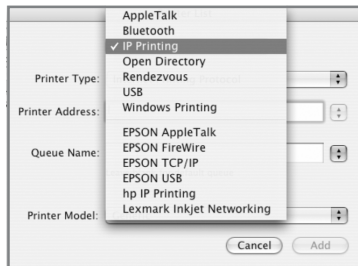 AppleTalk
Bluetooth
✓ IP Printing
Open Directory
Rendezvous
USB
Windows Printing
EPSON AppleTalk
EPSON FireWire
EPSON TCP/IP
EPSON USB
hp IP Printing
Lexmark Inkjet Networking
Printer Type:
Printer Address:
Queue Name:
Printer Model:
Cancel
Add